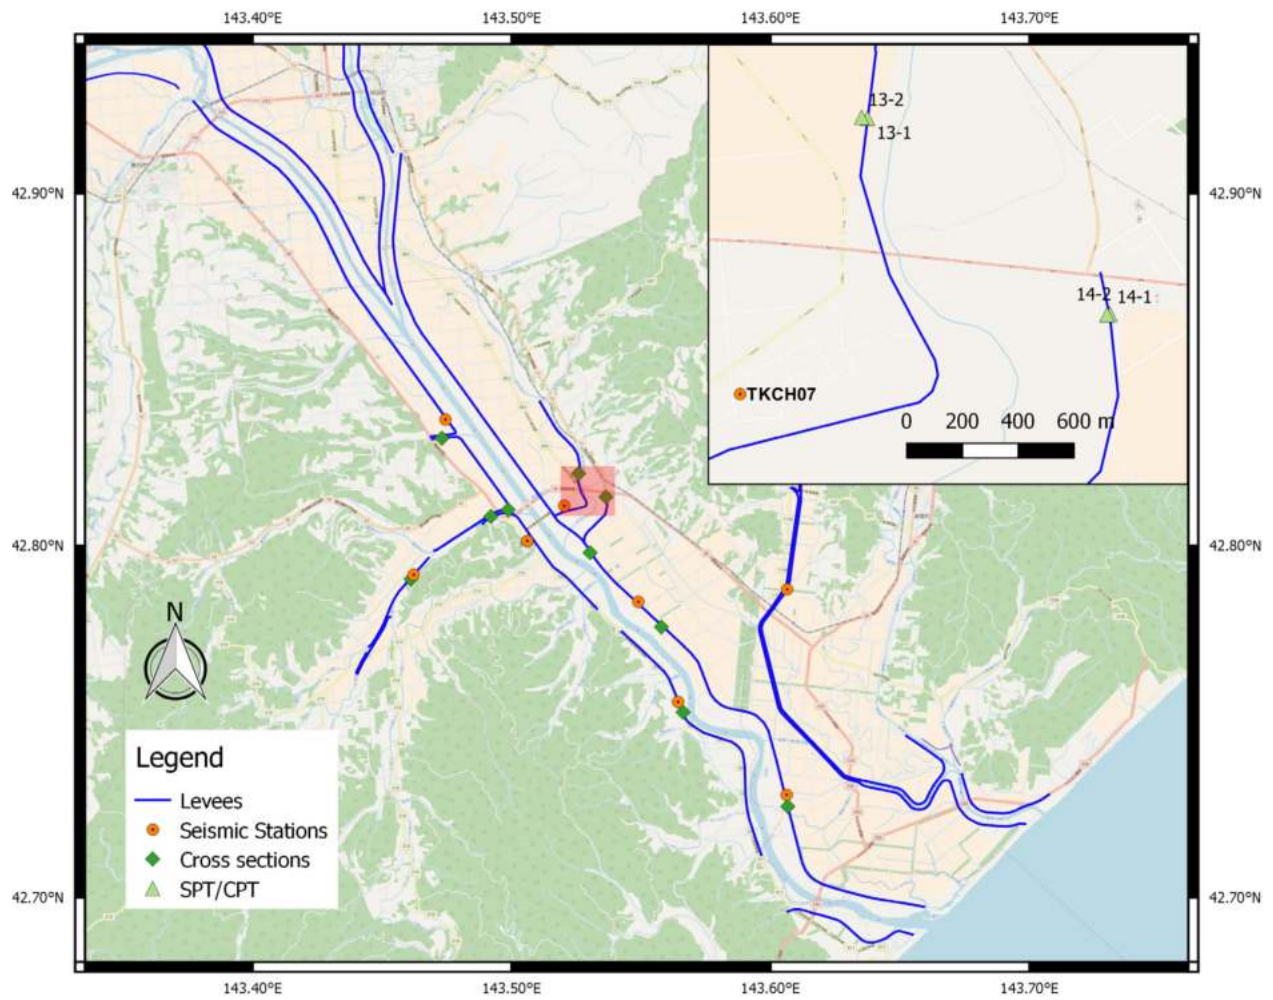 143.40°E 143.50°E 143.60°E 143.70°E
42.90°N 42.90°N
13-2
13-1
14-2 14-1
TKCH07
0 200 400 600 m
42.80°N 42.80°N
N
Legend
Levees
Seismic Stations
Cross sections
SPT/CPT
42.70°N 42.70°N
143.40°E 143.50°E 143.60°E 143.70°E